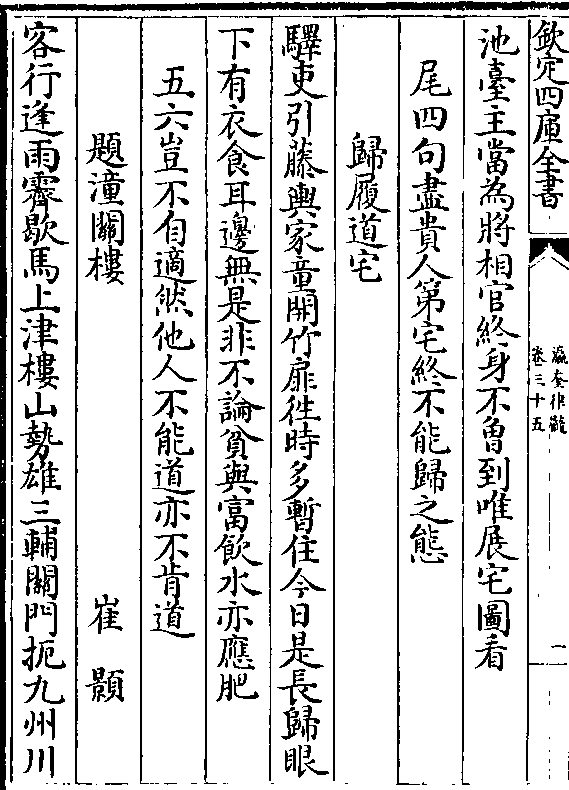 欽定四庫全書
瀛奎律髓
卷三十五
一
池臺主當為將相官終身不曾到唯展宅圖看
尾四句盡貴人第宅終不能歸之態
歸履道宅
驛吏引藤輿家童開竹扉徃時多暫住今日是長歸眼
下有衣食耳邊無是非不論貧與富飲水亦應肥
五六豈不自適然他人不能道亦不肯道
題潼關樓 崔顥
客行逢雨霽歇馬上津樓山勢雄三輔關門扼九州川